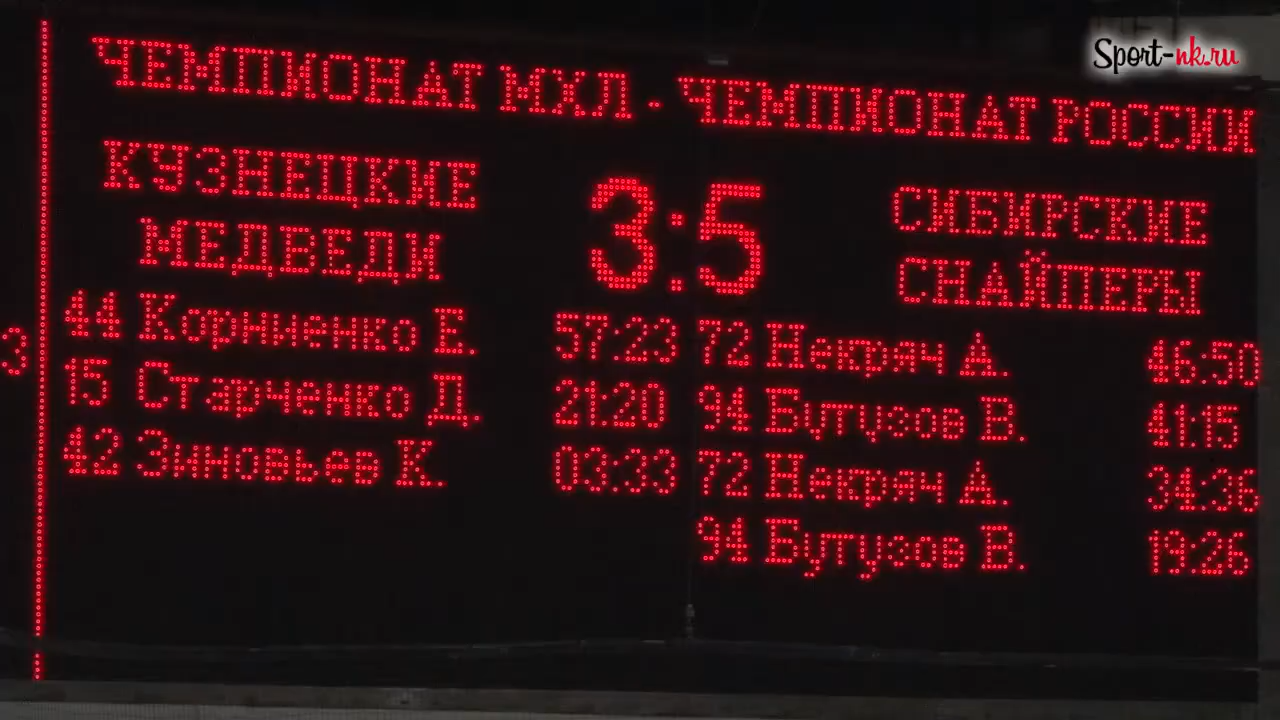 Sport-nk.ru
ЧЕМПИОНАТ МХЛ - ЧЕМПИОНАТ РОССИИ
КУЗНЕЦКИЕ
МЕДВЕДИ
3:5
СИБИРСКИЕ
СНАЙПЕРЫ
3
44 Корниенко Е. 57:23
15 Старченко Д. 21:20
42 Зиновьев К. 03:33
72 Некряч А. 46:50
94 Бутузов В. 41:15
72 Некряч А. 34:36
94 Бутузов В. 19:26